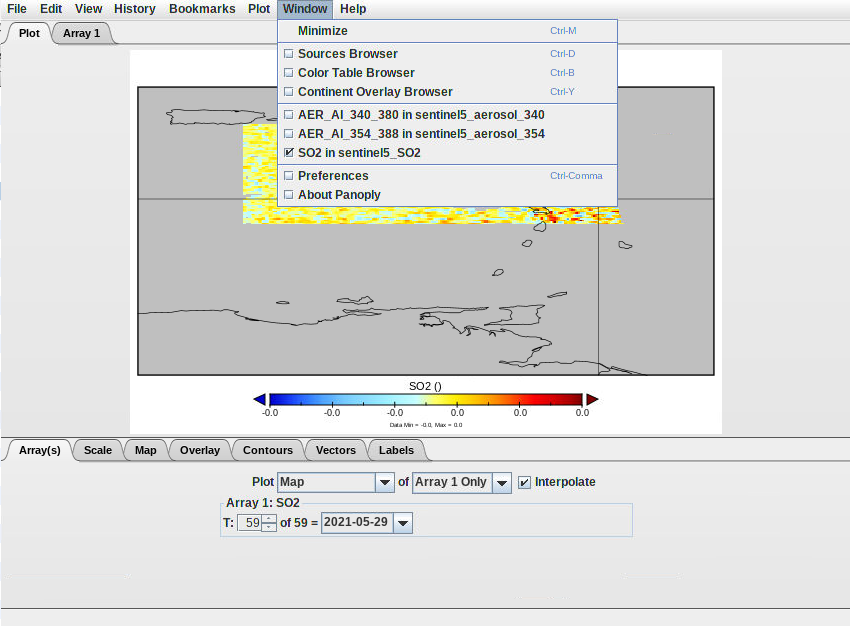 File Edit View History Bookmarks Plot Window Help
Plot Array 1
Minimize Ctrl-M
Sources Browser Ctrl-D
Color Table Browser Ctrl-B
Continent Overlay Browser Ctrl-Y
AER_AI_340_380 in sentinel5_aerosol_340
AER_AI_354_388 in sentinel5_aerosol_354
SO2 in sentinel5_SO2
Preferences Ctrl-Comma
About Panoply
SO2 ()
-0.0 -0.0 -0.0 0.0 0.0 0.0
Data Min = -0.0, Max = 0.0
Array(s) Scale Map Overlay Contours Vectors Labels
Plot Map of Array 1 Only Interpolate
Array 1: SO2
T: 59 of 59 = 2021-05-29